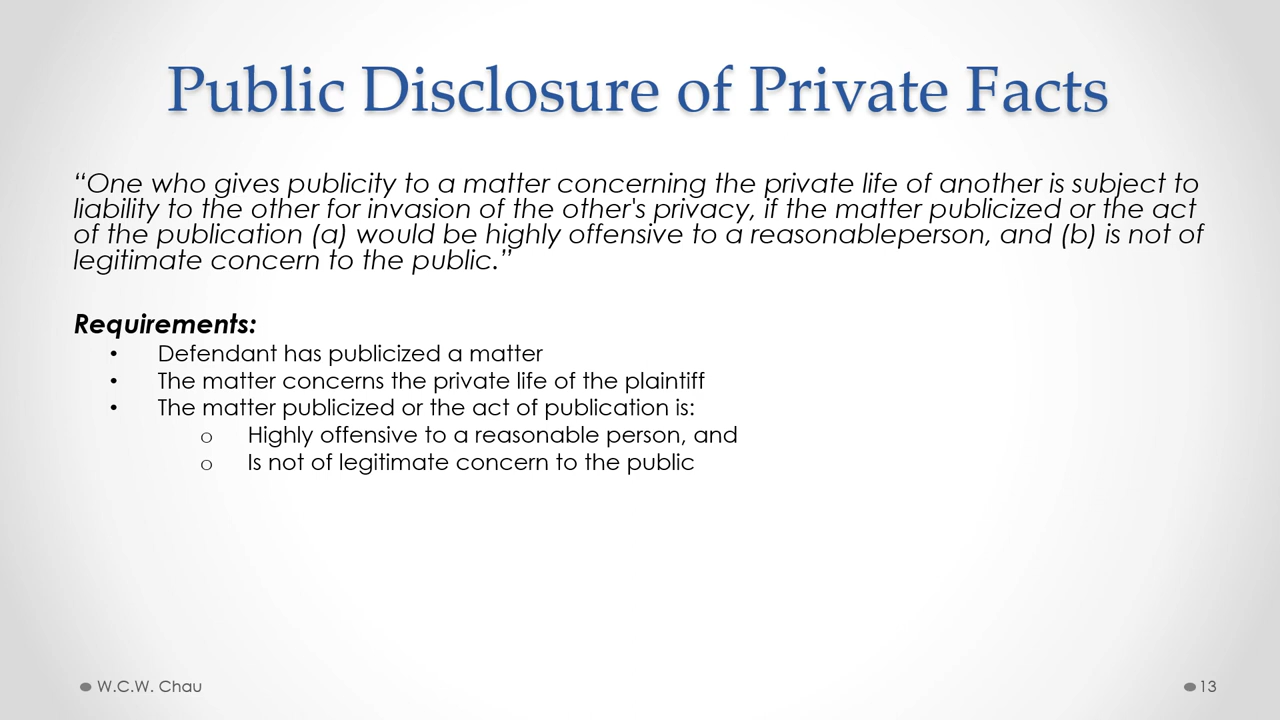 Public Disclosure of Private Facts
“One who gives publicity to a matter concerning the private life of another is subject to
liability to the other for invasion of the other's privacy, if the matter publicized or the act
of the publication (a) would be highly offensive to a reasonableperson, and (b) is not of
legitimate concern to the public.”
Requirements:
• Defendant has publicized a matter
• The matter concerns the private life of the plaintiff
• The matter publicized or the act of publication is:
o Highly offensive to a reasonable person, and
o Is not of legitimate concern to the public
W.C.W. Chau
13